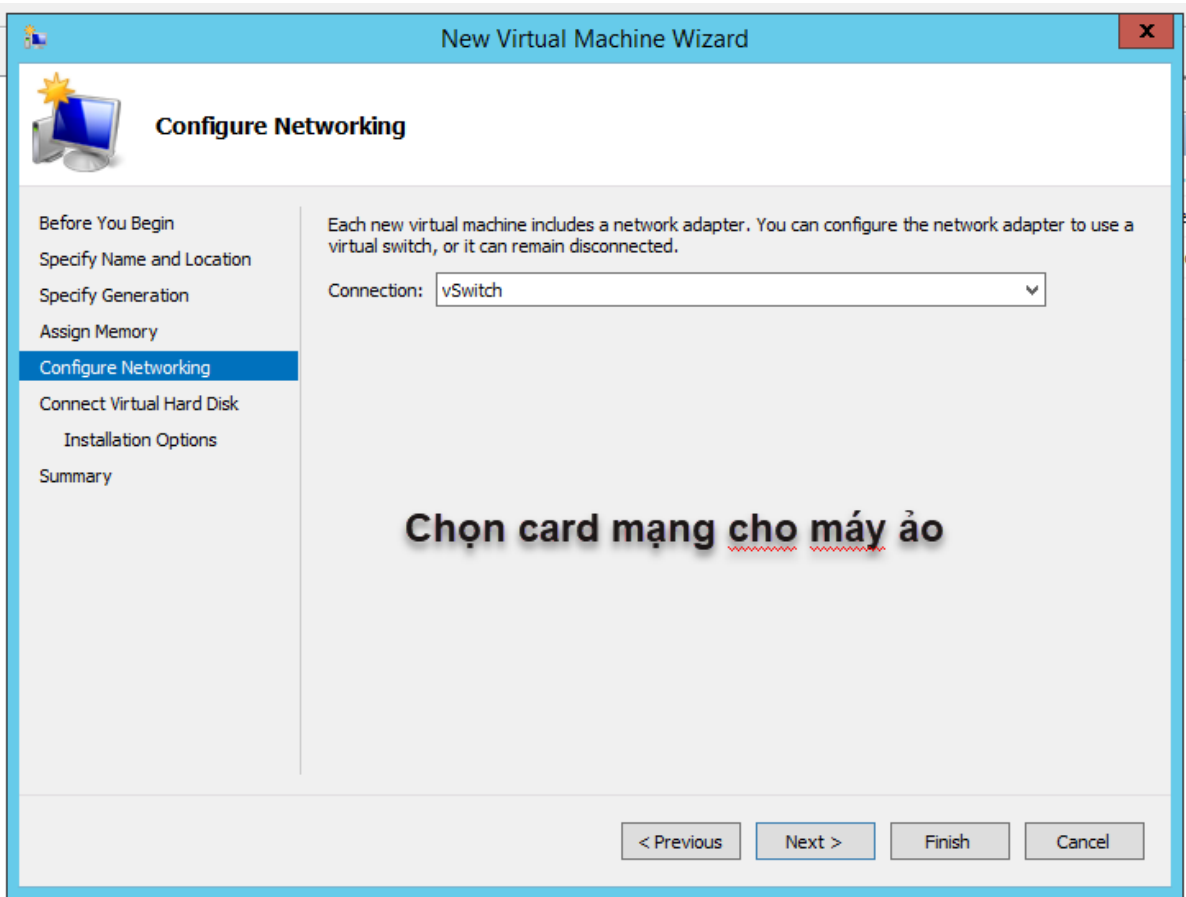 New Virtual Machine Wizard
x
Configure Networking
Before You Begin
Specify Name and Location
Specify Generation
Assign Memory
Configure Networking
Connect Virtual Hard Disk
Installation Options
Summary
Each new virtual machine includes a network adapter. You can configure the network adapter to use a
virtual switch, or it can remain disconnected.
Connection: vSwitch
Chọn card mạng cho máy ảo
< Previous Next > Finish Cancel